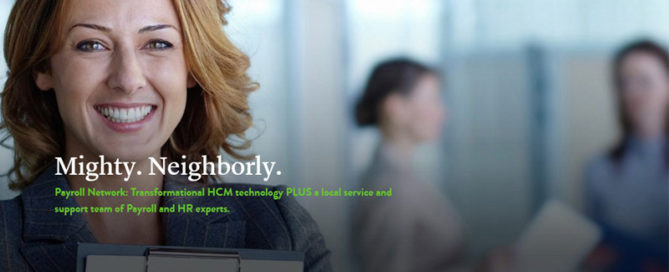 Mighty. Neighborly.
Payroll Network: Transformational HCM technology PLUS a local service and
support team of Payroll and HR experts.